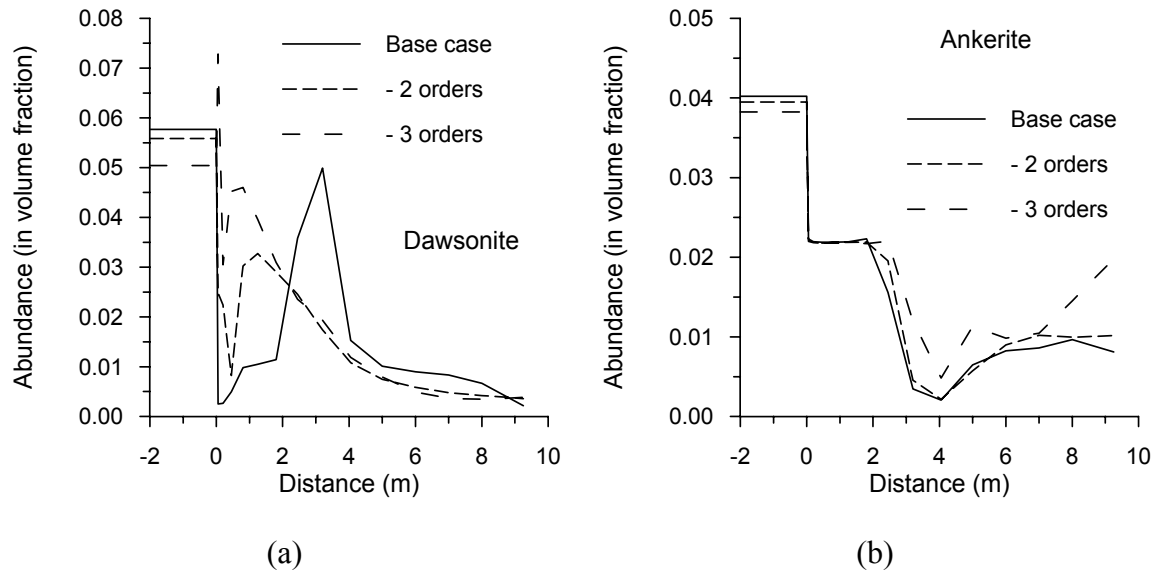 Abundance (in volume fraction)
0.08
0.07
0.06
0.05
0.04
0.03
0.02
0.01
0.00
Base case
- 2 orders
- 3 orders
Dawsonite
-2 0 2 4 6 8 10
Distance (m)
(a)
Abundance (in volume fraction)
0.05
0.04
0.03
0.02
0.01
0.00
Ankerite
Base case
- 2 orders
- 3 orders
-2 0 2 4 6 8 10
Distance (m)
(b)